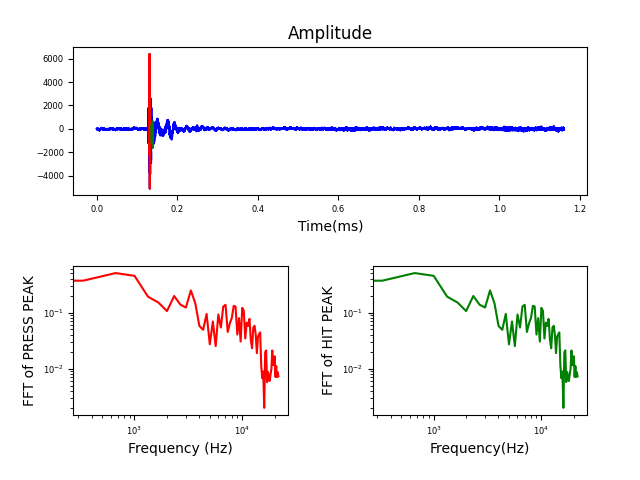 Amplitude
6000
4000
2000
0
−2000
−4000
0.0 0.2 0.4 0.6 0.8 1.0 1.2
Time(ms)
FFT of PRESS PEAK
10⁻¹
10⁻²
10³ 10⁴
Frequency (Hz)
FFT of HIT PEAK
10⁻¹
10⁻²
10³ 10⁴
Frequency(Hz)